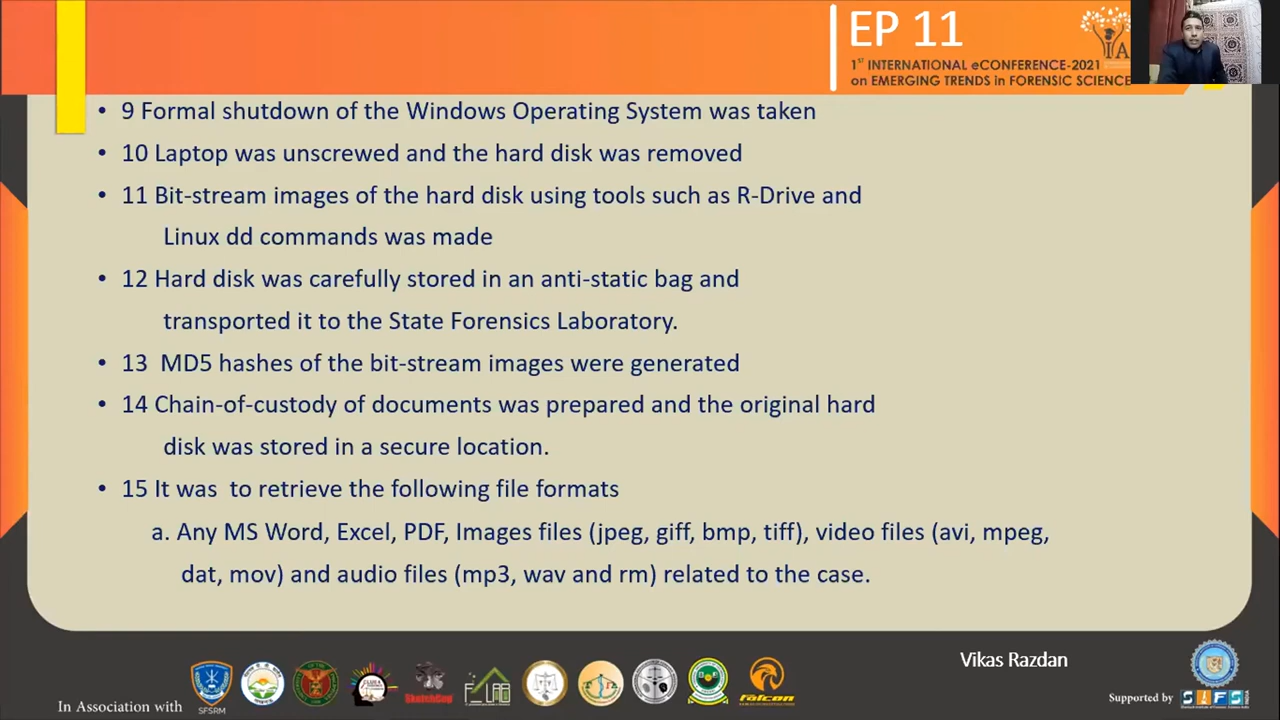 EP 11
1ST INTERNATIONAL eCONFERENCE-2021
on EMERGING TRENDS in FORENSIC SCIENCE
• 9 Formal shutdown of the Windows Operating System was taken
• 10 Laptop was unscrewed and the hard disk was removed
• 11 Bit-stream images of the hard disk using tools such as R-Drive and
Linux dd commands was made
• 12 Hard disk was carefully stored in an anti-static bag and
transported it to the State Forensics Laboratory.
• 13 MD5 hashes of the bit-stream images were generated
• 14 Chain-of-custody of documents was prepared and the original hard
disk was stored in a secure location.
• 15 It was to retrieve the following file formats
a. Any MS Word, Excel, PDF, Images files (jpeg, giff, bmp, tiff), video files (avi, mpeg,
dat, mov) and audio files (mp3, wav and rm) related to the case.
Vikas Razdan
In Association with
SFSRM
SketchCop
F LAB
falcon
Supported by
SIFS
INDIA